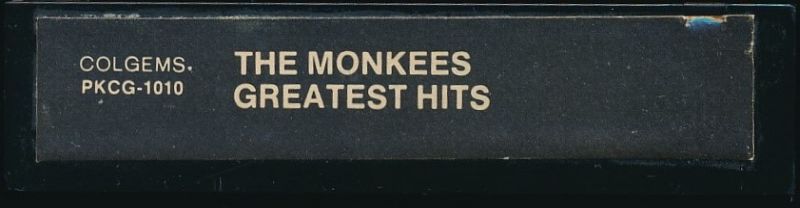 COLGEMS.
PKCG-1010
THE MONKEES
GREATEST HITS